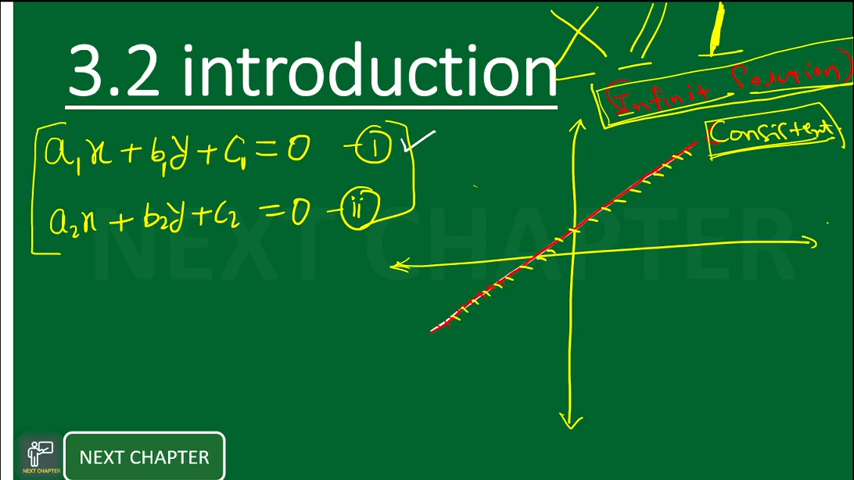 3.2 introduction
(Infinit Solution)
Consistent
a₁x + b₁y + c₁ = 0 - ⓘ
a₂x + b₂y + c₂ = 0 - ⅱ
NEXT CHAPTER
NEXT CHAPTER
NEXT CHAPTER